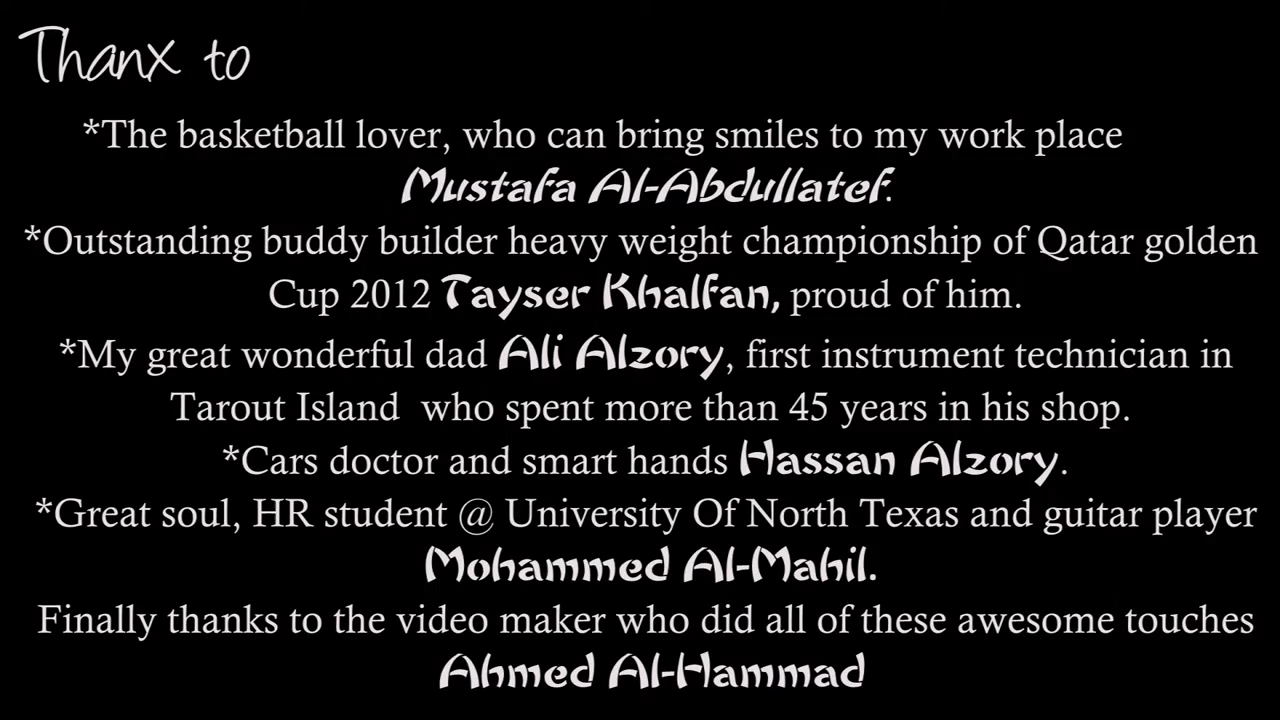 Thanx to
*The basketball lover, who can bring smiles to my work place
Mustafa Al-Abdullatef.
*Outstanding buddy builder heavy weight championship of Qatar golden
Cup 2012 Tayser Khalfan, proud of him.
*My great wonderful dad Ali Alzory, first instrument technician in
Tarout Island who spent more than 45 years in his shop.
*Cars doctor and smart hands Hassan Alzory.
*Great soul, HR student @ University Of North Texas and guitar player
Mohammed Al-Mahil.
Finally thanks to the video maker who did all of these awesome touches
Ahmed Al-Hammad